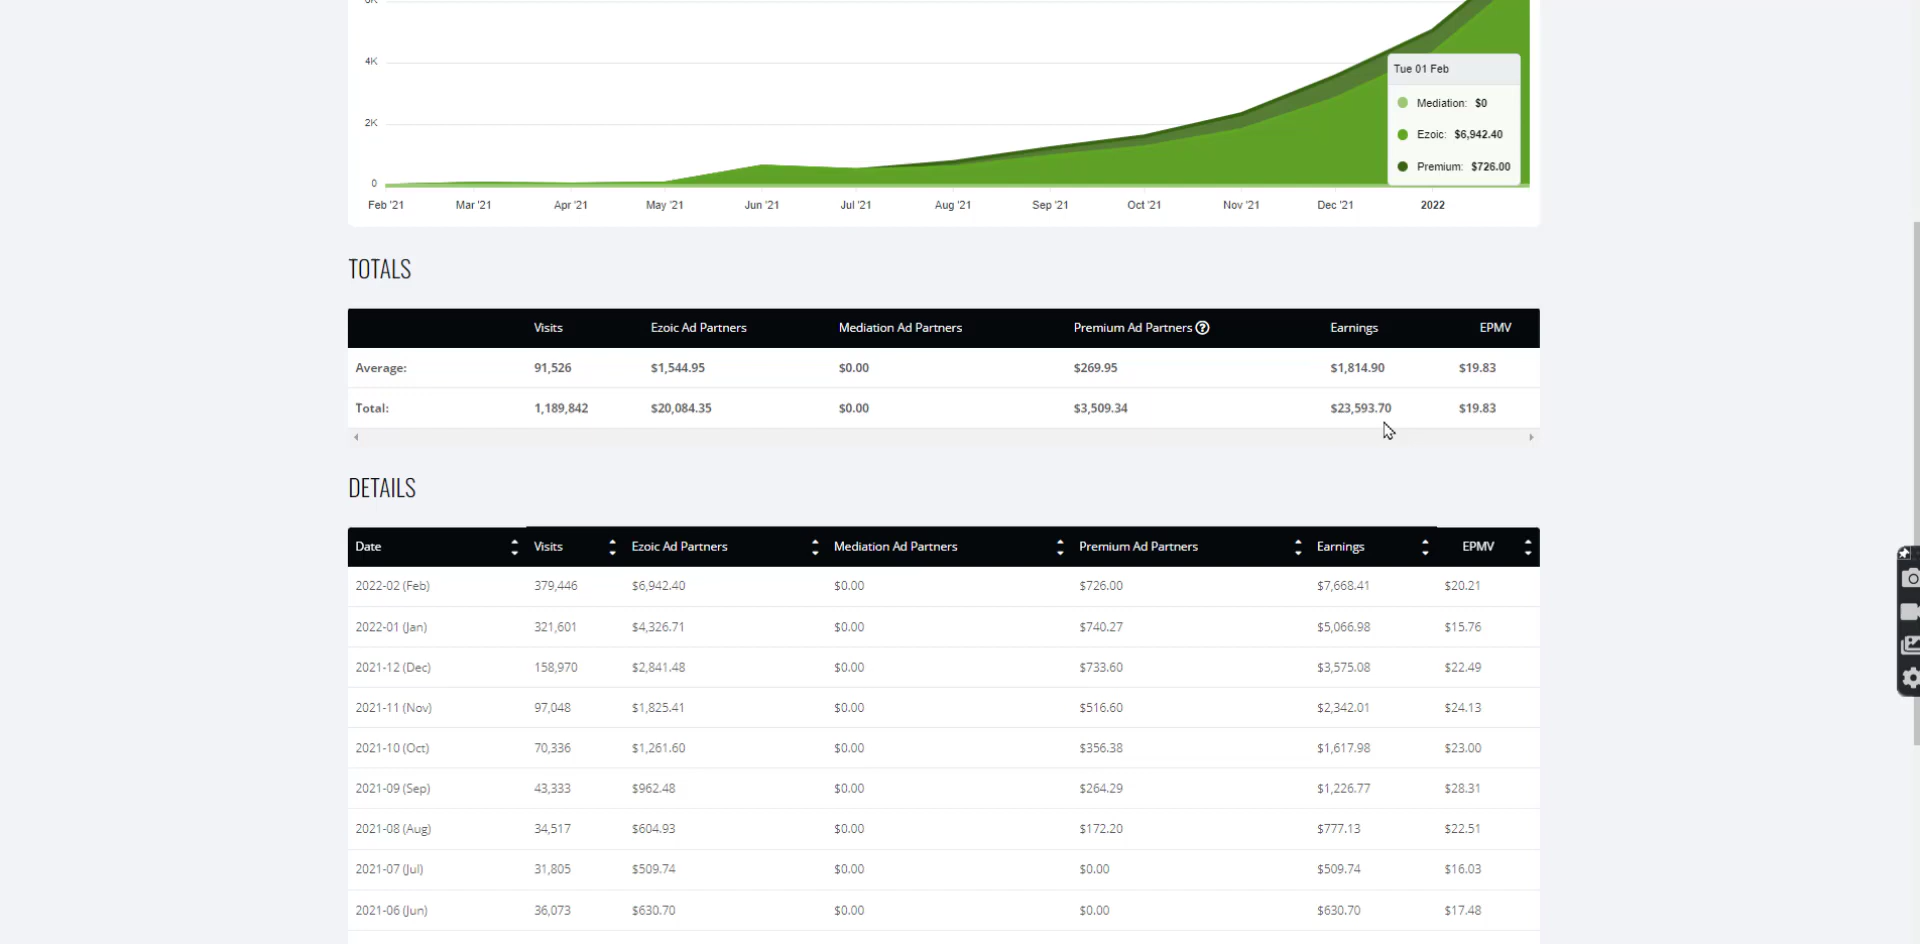 4K
Tue 01 Feb
Mediation: $0
2K
Ezoic: $6,942.40
Premium: $726.00
0
Feb '21 Mar '21 Apr '21 May '21 Jun '21 Jul '21 Aug '21 Sep '21 Oct '21 Nov '21 Dec '21 2022
TOTALS
Visits Ezoic Ad Partners Mediation Ad Partners Premium Ad Partners ? Earnings EPMV
Average: 91,526 $1,544.95 $0.00 $269.95 $1,814.90 $19.83
Total: 1,189,842 $20,084.35 $0.00 $3,509.34 $23,593.70 $19.83
DETAILS
Date Visits Ezoic Ad Partners Mediation Ad Partners Premium Ad Partners Earnings EPMV
2022-02 (Feb) 379,446 $6,942.40 $0.00 $726.00 $7,668.41 $20.21
2022-01 (Jan) 321,601 $4,326.71 $0.00 $740.27 $5,066.98 $15.76
2021-12 (Dec) 158,970 $2,841.48 $0.00 $733.60 $3,575.08 $22.49
2021-11 (Nov) 97,048 $1,825.41 $0.00 $516.60 $2,342.01 $24.13
2021-10 (Oct) 70,336 $1,261.60 $0.00 $356.38 $1,617.98 $23.00
2021-09 (Sep) 43,333 $962.48 $0.00 $264.29 $1,226.77 $28.31
2021-08 (Aug) 34,517 $604.93 $0.00 $172.20 $777.13 $22.51
2021-07 (Jul) 31,805 $509.74 $0.00 $0.00 $509.74 $16.03
2021-06 (Jun) 36,073 $630.70 $0.00 $0.00 $630.70 $17.48